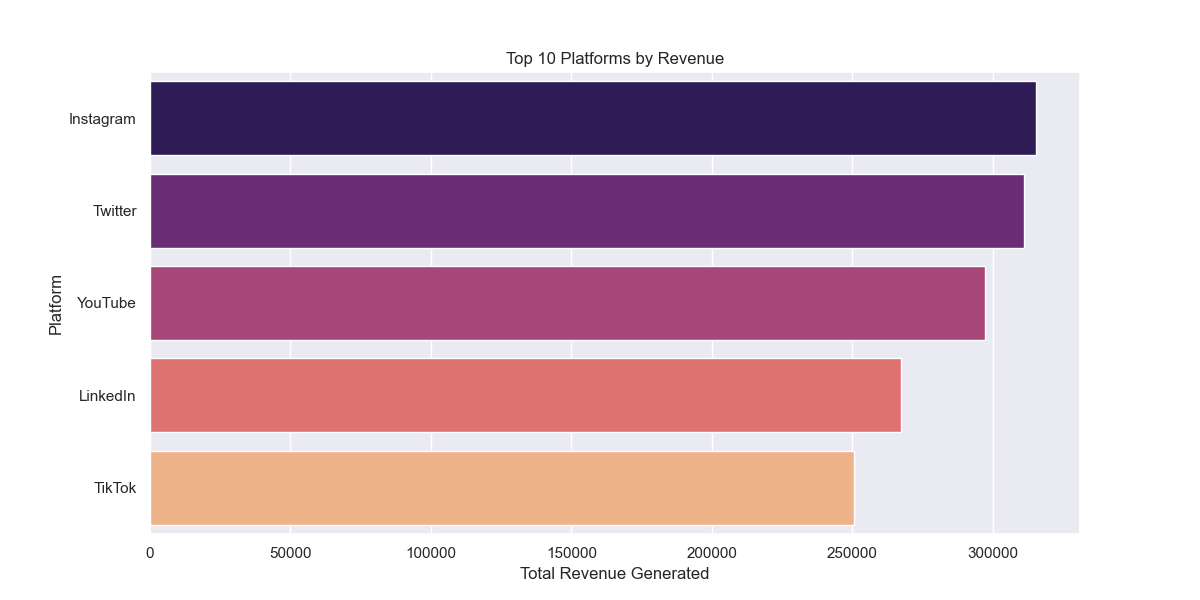 Top 10 Platforms by Revenue
Platform
Instagram
Twitter
YouTube
LinkedIn
TikTok
0 50000 100000 150000 200000 250000 300000
Total Revenue Generated